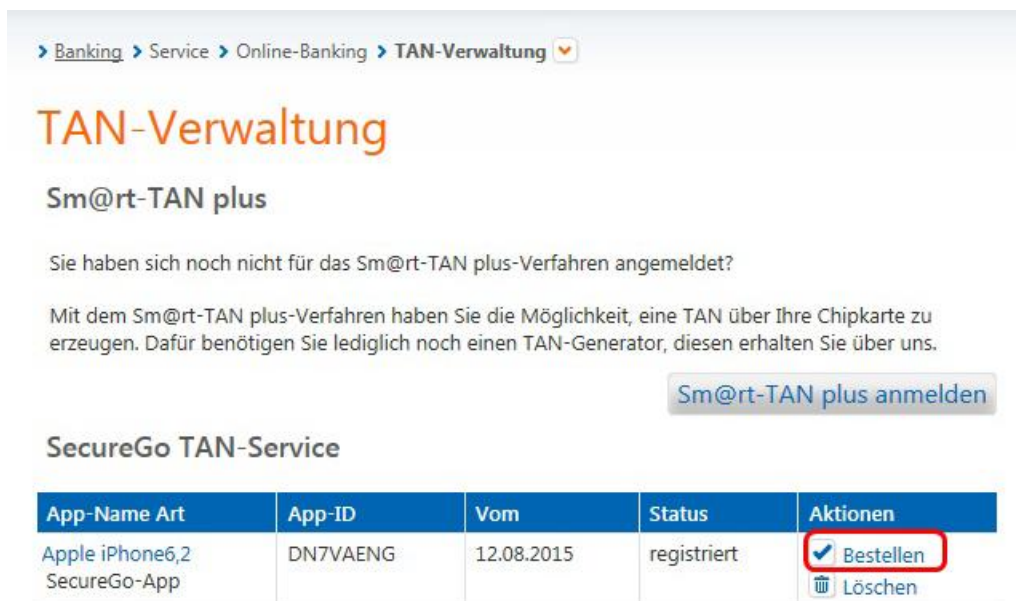 Banking Service Online-Banking TAN-Verwaltung
TAN-Verwaltung
Sm@rt-TAN plus
Sie haben sich noch nicht für das Sm@rt-TAN plus-Verfahren angemeldet?
Mit dem Sm@rt-TAN plus-Verfahren haben Sie die Möglichkeit, eine TAN über Ihre Chipkarte zu
erzeugen. Dafür benötigen Sie lediglich noch einen TAN-Generator, diesen erhalten Sie über uns.
Sm@rt-TAN plus anmelden
SecureGo TAN-Service
App-Name Art App-ID Vom Status Aktionen
Apple iPhone6,2 DN7VAENG 12.08.2015 registriert Bestellen
SecureGo-App Löschen